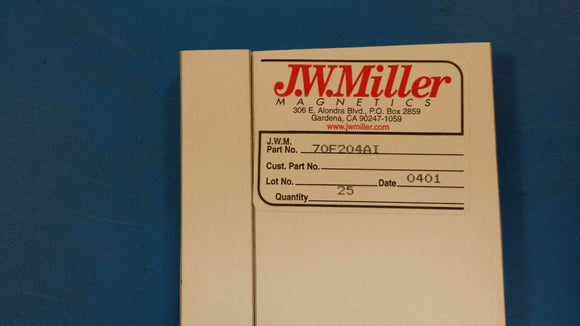 J.W.Miller
MAGNETICS
306 E. Alondra Blvd., P.O. Box 2859
Gardena, CA 90247-1059
www.jwmiller.com
J.W.M.
Part No. 70F204AI
Cust. Part No.
Lot No. Date 0401
Quantity 25